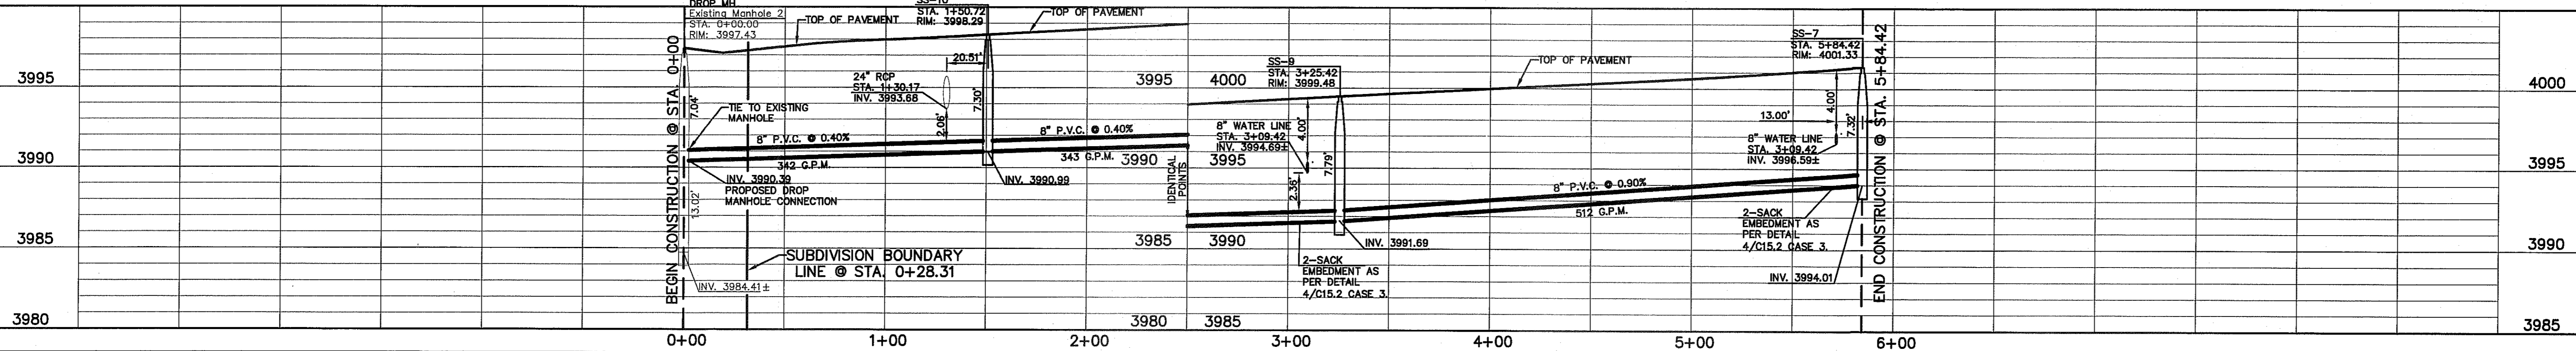 DROP MH
Existing Manhole 2
STA. 0+00.00
RIM: 3997.43
TOP OF PAVEMENT
SS-10
STA. 1+50.72
RIM: 3998.29
TOP OF PAVEMENT
SS-9
STA. 3+25.42
RIM: 3999.48
TOP OF PAVEMENT
SS-7
STA. 5+84.42
RIM: 4001.33
3995
3990
3985
3980
BEGIN CONSTRUCTION @ STA. 0+00
7.04'
TIE TO EXISTING
MANHOLE
8" P.V.C. @ 0.40%
342 G.P.M.
INV. 3990.39
PROPOSED DROP
MANHOLE CONNECTION
13.02'
INV. 3984.41±
SUBDIVISION BOUNDARY
LINE @ STA. 0+28.31
24" RCP
STA. 1+30.17'
INV. 3993.68
20.51'
2.06'
7.30'
8" P.V.C. @ 0.40%
343 G.P.M.
INV. 3990.99
3995 4000
3990 3995
3985 3990
3980 3985
IDENTICAL
POINTS
8" WATER LINE
STA. 3+09.42
INV. 3994.69±
4.00'
2.36'
7.79'
INV. 3991.69
2-SACK
EMBEDMENT AS
PER DETAIL
4/C15.2 CASE 3.
8" P.V.C. @ 0.90%
512 G.P.M.
13.00'
4.00'
7.32'
8" WATER LINE
STA. 3+09.42
INV. 3996.59±
2-SACK
EMBEDMENT AS
PER DETAIL
4/C15.2 CASE 3.
INV. 3994.01
END CONSTRUCTION @ STA. 5+84.42
4000
3995
3990
3985
0+00 1+00 2+00 3+00 4+00 5+00 6+00